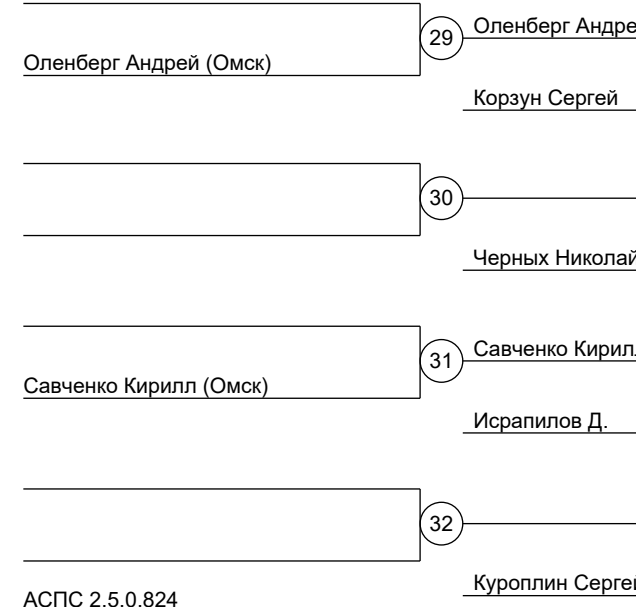 29
Оленберг Андре
Оленберг Андрей (Омск)
Корзун Сергей
30
Черных Николай
31
Савченко Кирил
Савченко Кирилл (Омск)
Исрапилов Д.
32
Куроплин Серге
АСПС 2.5.0.824